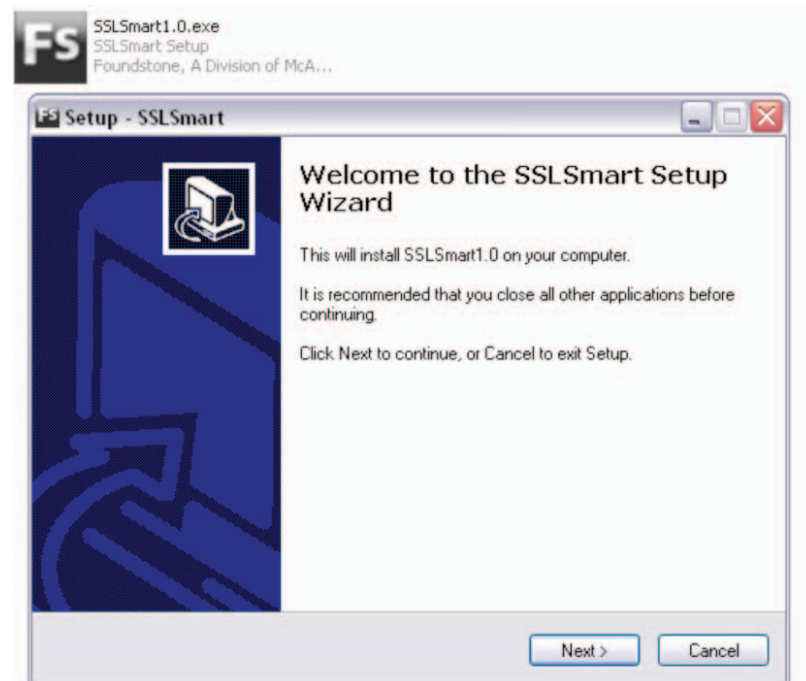 FS
SSLSmart1.0.exe
SSLSmart Setup
Foundstone, A Division of McA...
FS Setup - SSLSmart
Welcome to the SSLSmart Setup
Wizard
This will install SSLSmart1.0 on your computer.
It is recommended that you close all other applications before
continuing.
Click Next to continue, or Cancel to exit Setup.
Next >
Cancel